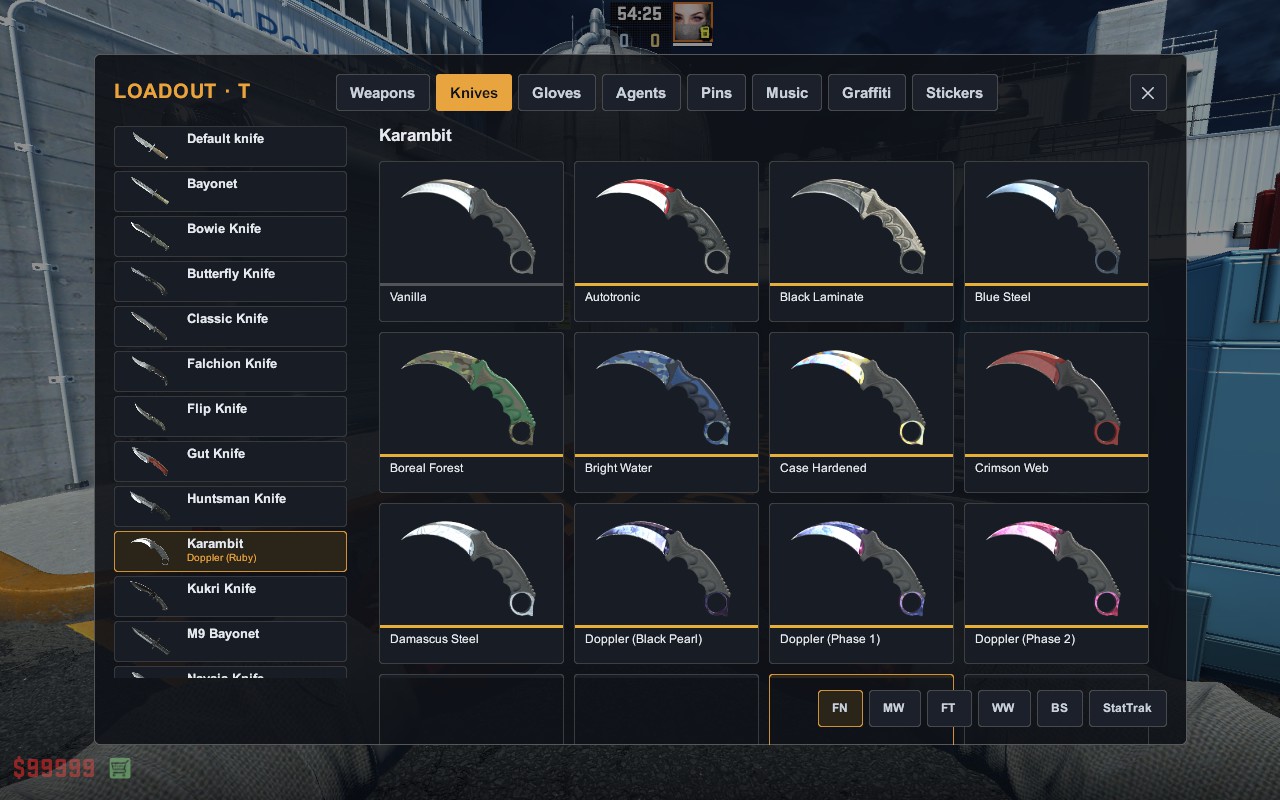 54:25
0 0
LOADOUT · T
Weapons
Knives
Gloves
Agents
Pins
Music
Graffiti
Stickers
Default knife
Bayonet
Bowie Knife
Butterfly Knife
Classic Knife
Falchion Knife
Flip Knife
Gut Knife
Huntsman Knife
Karambit
Doppler (Ruby)
Kukri Knife
M9 Bayonet
Karambit
Vanilla
Autotronic
Black Laminate
Blue Steel
Boreal Forest
Bright Water
Case Hardened
Crimson Web
Damascus Steel
Doppler (Black Pearl)
Doppler (Phase 1)
Doppler (Phase 2)
FN
MW
FT
WW
BS
StatTrak
$99999